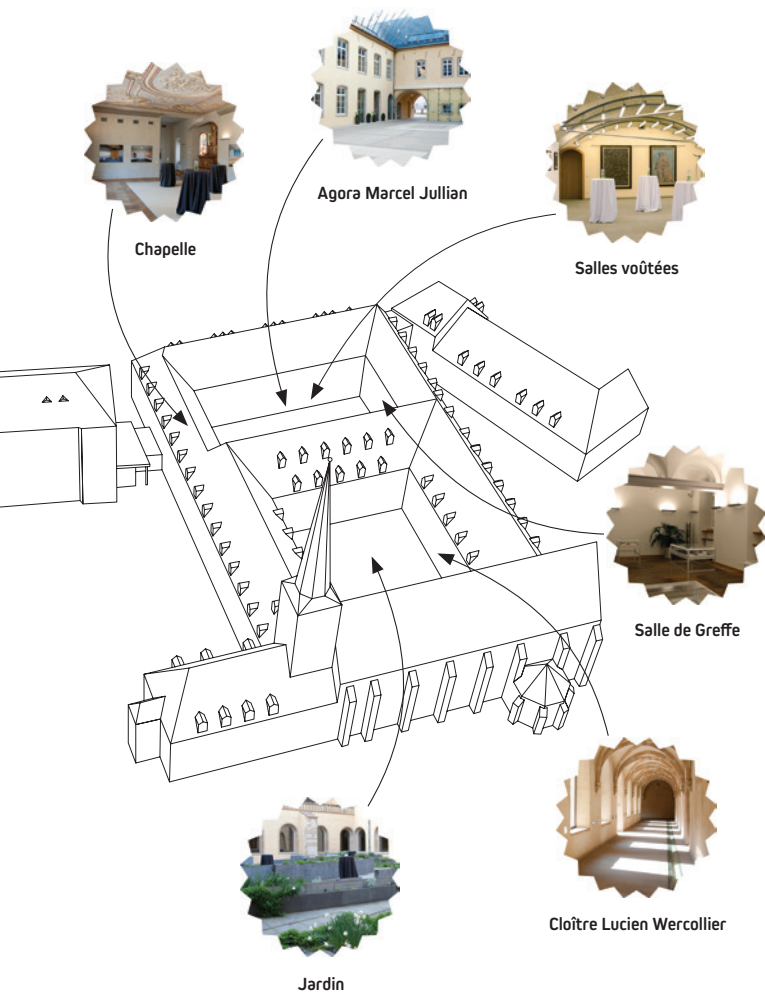 Agora Marcel Jullian
Chapelle
Salles voûtées
Salle de Greffe
Cloître Lucien Wercollier
Jardin